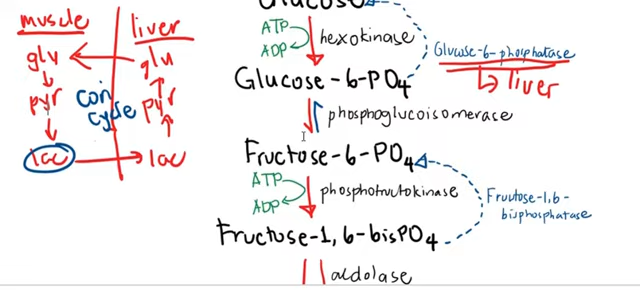 muscle
liver
glu
glu
pyr
pyr
cori
cycle
lac
lac
Glucose
ATP
ADP
hexokinase
Glucose-6-phosphatase
liver
Glucose-6-PO4
phosphoglucoisomerase
Fructose-6-PO4
ATP
ADP
phosphofructokinase
Fructose-1,6-
bisphosphatase
Fructose-1,6-bisPO4
aldolase